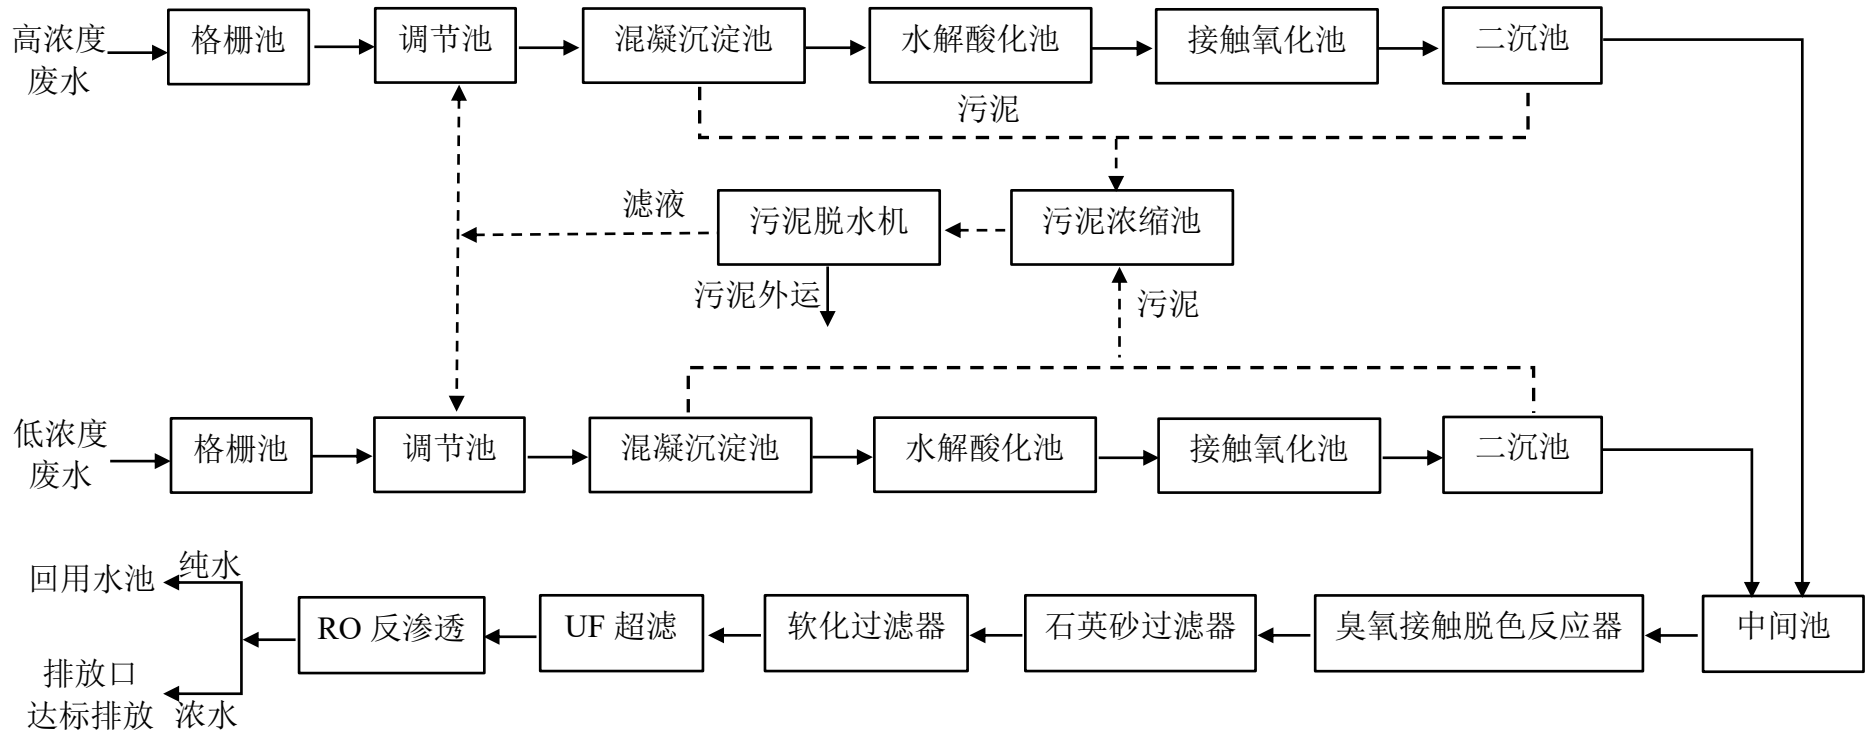 高浓度
废水
格栅池
调节池
混凝沉淀池
水解酸化池
接触氧化池
二沉池
污泥
滤液
污泥脱水机
污泥浓缩池
污泥外运
污泥
低浓度
废水
格栅池
调节池
混凝沉淀池
水解酸化池
接触氧化池
二沉池
回用水池
纯水
RO 反渗透
UF 超滤
软化过滤器
石英砂过滤器
臭氧接触脱色反应器
中间池
排放口
达标排放
浓水